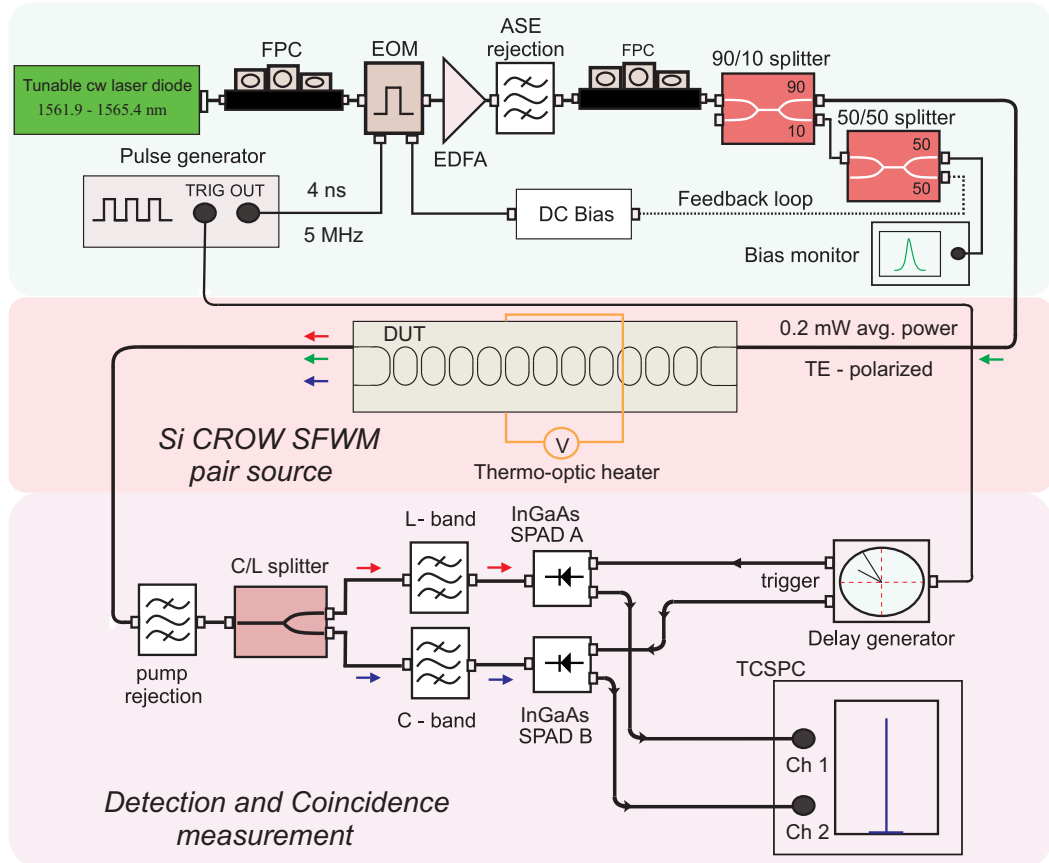 FPC
EOM
ASE
rejection
FPC
90/10 splitter
Tunable cw laser diode
1561.9 - 1565.4 nm
90
10
50/50 splitter
50
50
EDFA
Pulse generator
TRIG OUT
4 ns
5 MHz
DC Bias
Feedback loop
Bias monitor
DUT
0.2 mW avg. power
TE - polarized
V
Thermo-optic heater
Si CROW SFWM
pair source
L - band
InGaAs
SPAD A
C/L splitter
trigger
Delay generator
pump
rejection
C - band
InGaAs
SPAD B
TCSPC
Ch 1
Ch 2
Detection and Coincidence
measurement